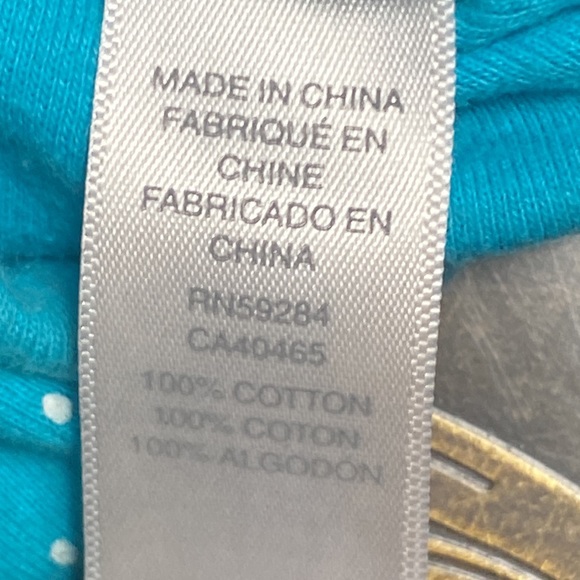 MADE IN CHINA
FABRIQUÉ EN
CHINE
FABRICADO EN
CHINA
RN59284
CA40465
100% COTTON
100% COTON
100% ALGODÓN